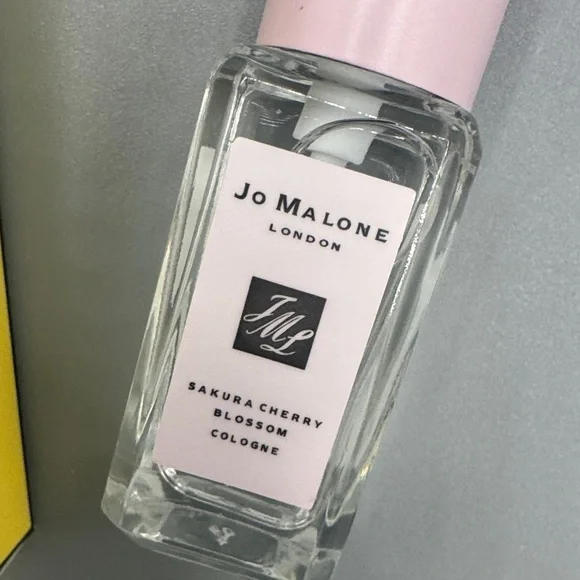 JO MALONE
LONDON
JML
SAKURA CHERRY
BLOSSOM
COLOGNE